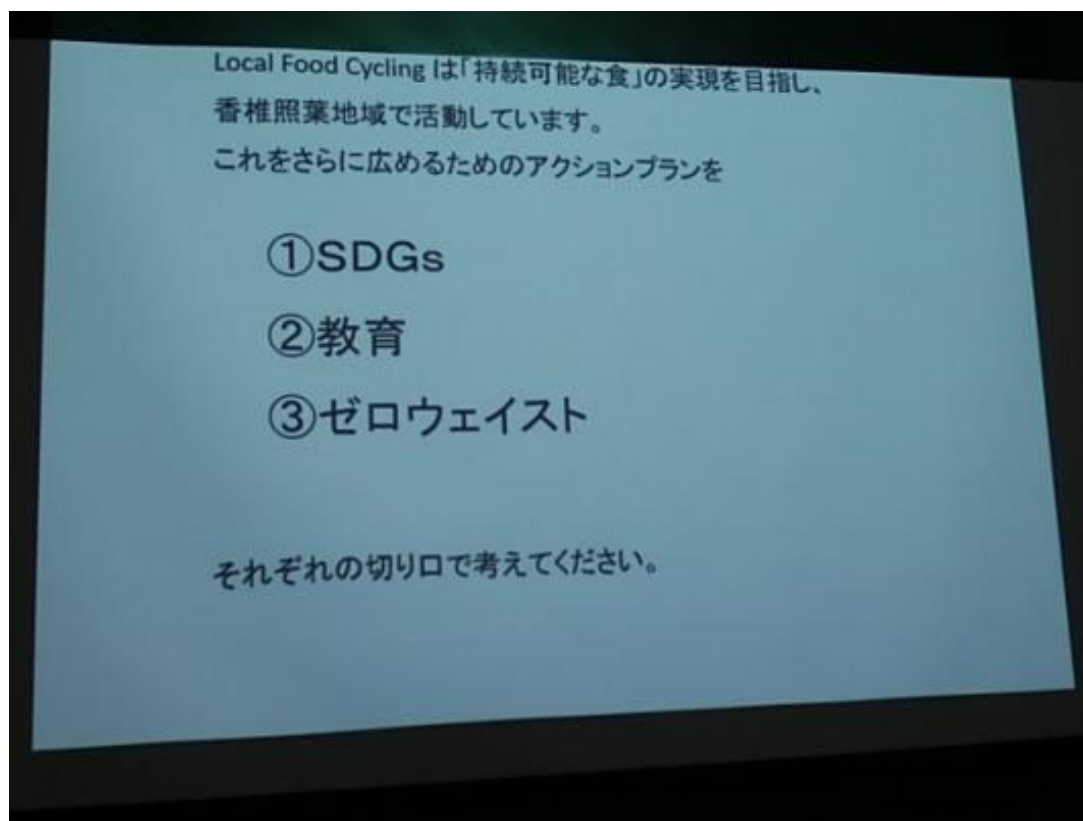 Local Food Cycling は「持続可能な食」の実現を目指し、
香椎照葉地域で活動しています。
これをさらに広めるためのアクションプランを
①SDGs
②教育
③ゼロウェイスト
それぞれの切り口で考えてください。